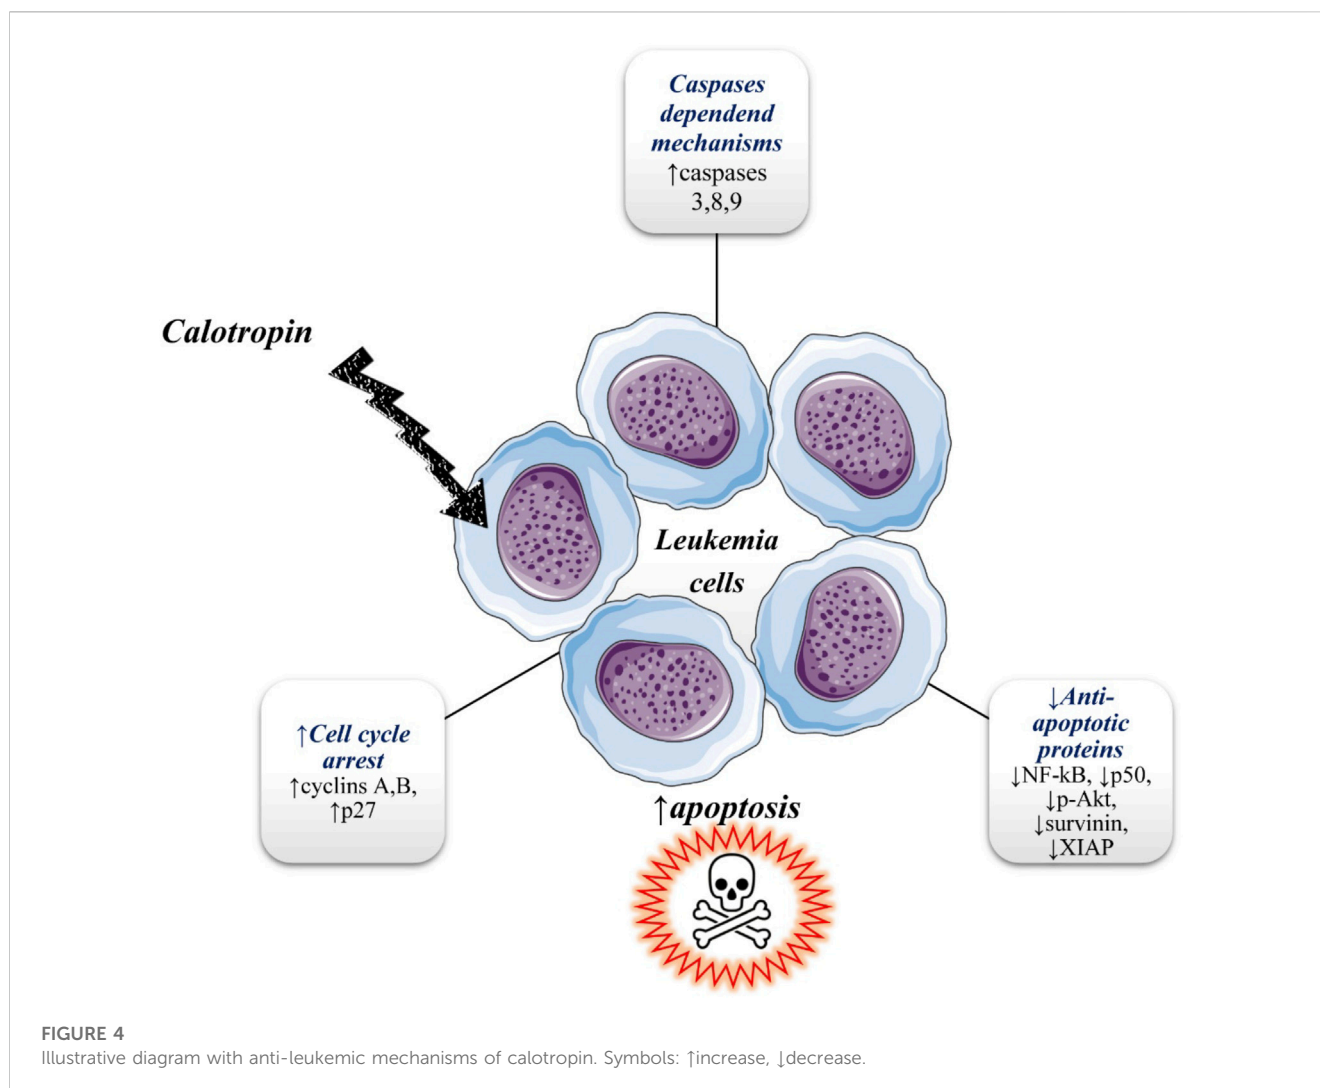 Caspases
dependend
mechanisms
↑caspases
3,8,9
Calotropin
Leukemia
cells
↑Cell cycle
arrest
↑cyclins A,B,
↑p27
↓Anti-
apoptotic
proteins
↓NF-kB, ↓p50,
↓p-Akt,
↓survinin,
↓XIAP
↑apoptosis
FIGURE 4
Illustrative diagram with anti-leukemic mechanisms of calotropin. Symbols: ↑increase, ↓decrease.